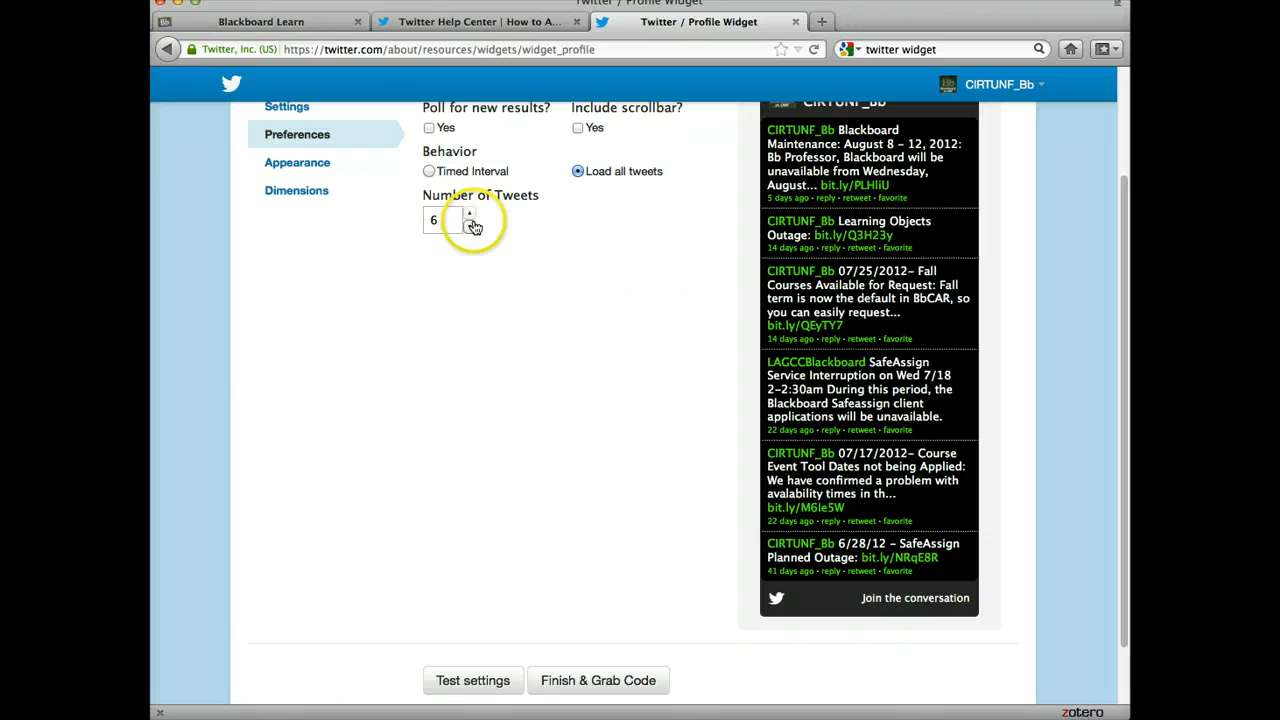 Twitter / Profile Widget
Blackboard Learn
Twitter Help Center | How to A...
Twitter / Profile Widget
Twitter, Inc. (US)
https://twitter.com/about/resources/widgets/widget_profile
twitter widget
CIRTUNF_Bb
Settings
Preferences
Appearance
Dimensions
Poll for new results?
Include scrollbar?
Yes
Yes
Behavior
Timed Interval
Load all tweets
Number of Tweets
6
CIRTUNF_Bb
CIRTUNF_Bb Blackboard
Maintenance: August 8 - 12, 2012:
Bb Professor, Blackboard will be
unavailable from Wednesday,
August... bit.ly/PLHliU
5 days ago · reply · retweet · favorite
CIRTUNF_Bb Learning Objects
Outage: bit.ly/Q3H23y
14 days ago · reply · retweet · favorite
CIRTUNF_Bb 07/25/2012- Fall
Courses Available for Request: Fall
term is now the default in BbCAR, so
you can easily request...
bit.ly/QEyTY7
14 days ago · reply · retweet · favorite
LAGCCBlackboard SafeAssign
Service Interruption on Wed 7/18
2-2:30am During this period, the
Blackboard Safeassign client
applications will be unavailable.
22 days ago · reply · retweet · favorite
CIRTUNF_Bb 07/17/2012- Course
Event Tool Dates not being Applied:
We have confirmed a problem with
avalability times in th...
bit.ly/M6Ie5W
22 days ago · reply · retweet · favorite
CIRTUNF_Bb 6/28/12 - SafeAssign
Planned Outage: bit.ly/NRqE8R
41 days ago · reply · retweet · favorite
Join the conversation
Test settings
Finish & Grab Code
zotero